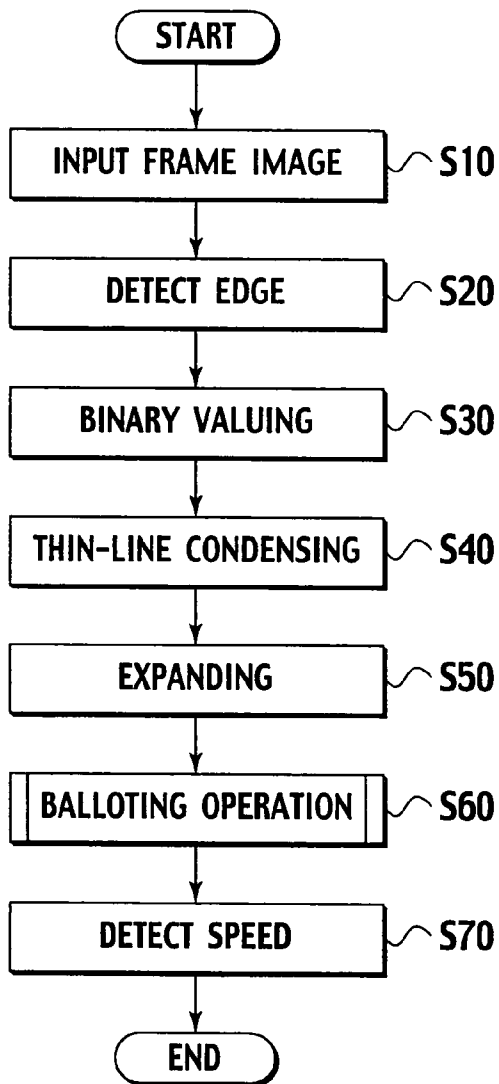 START
INPUT FRAME IMAGE S10
DETECT EDGE S20
BINARY VALUING S30
THIN-LINE CONDENSING S40
EXPANDING S50
BALLOTING OPERATION S60
DETECT SPEED S70
END